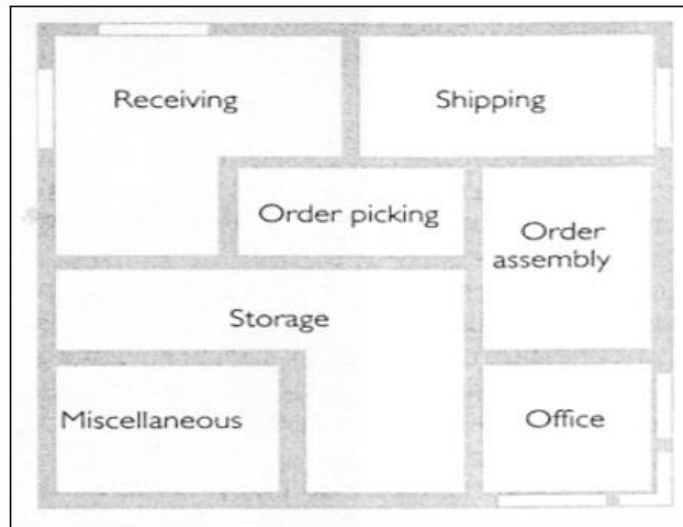 Receiving
Shipping
Order picking
Order
assembly
Storage
Miscellaneous
Office